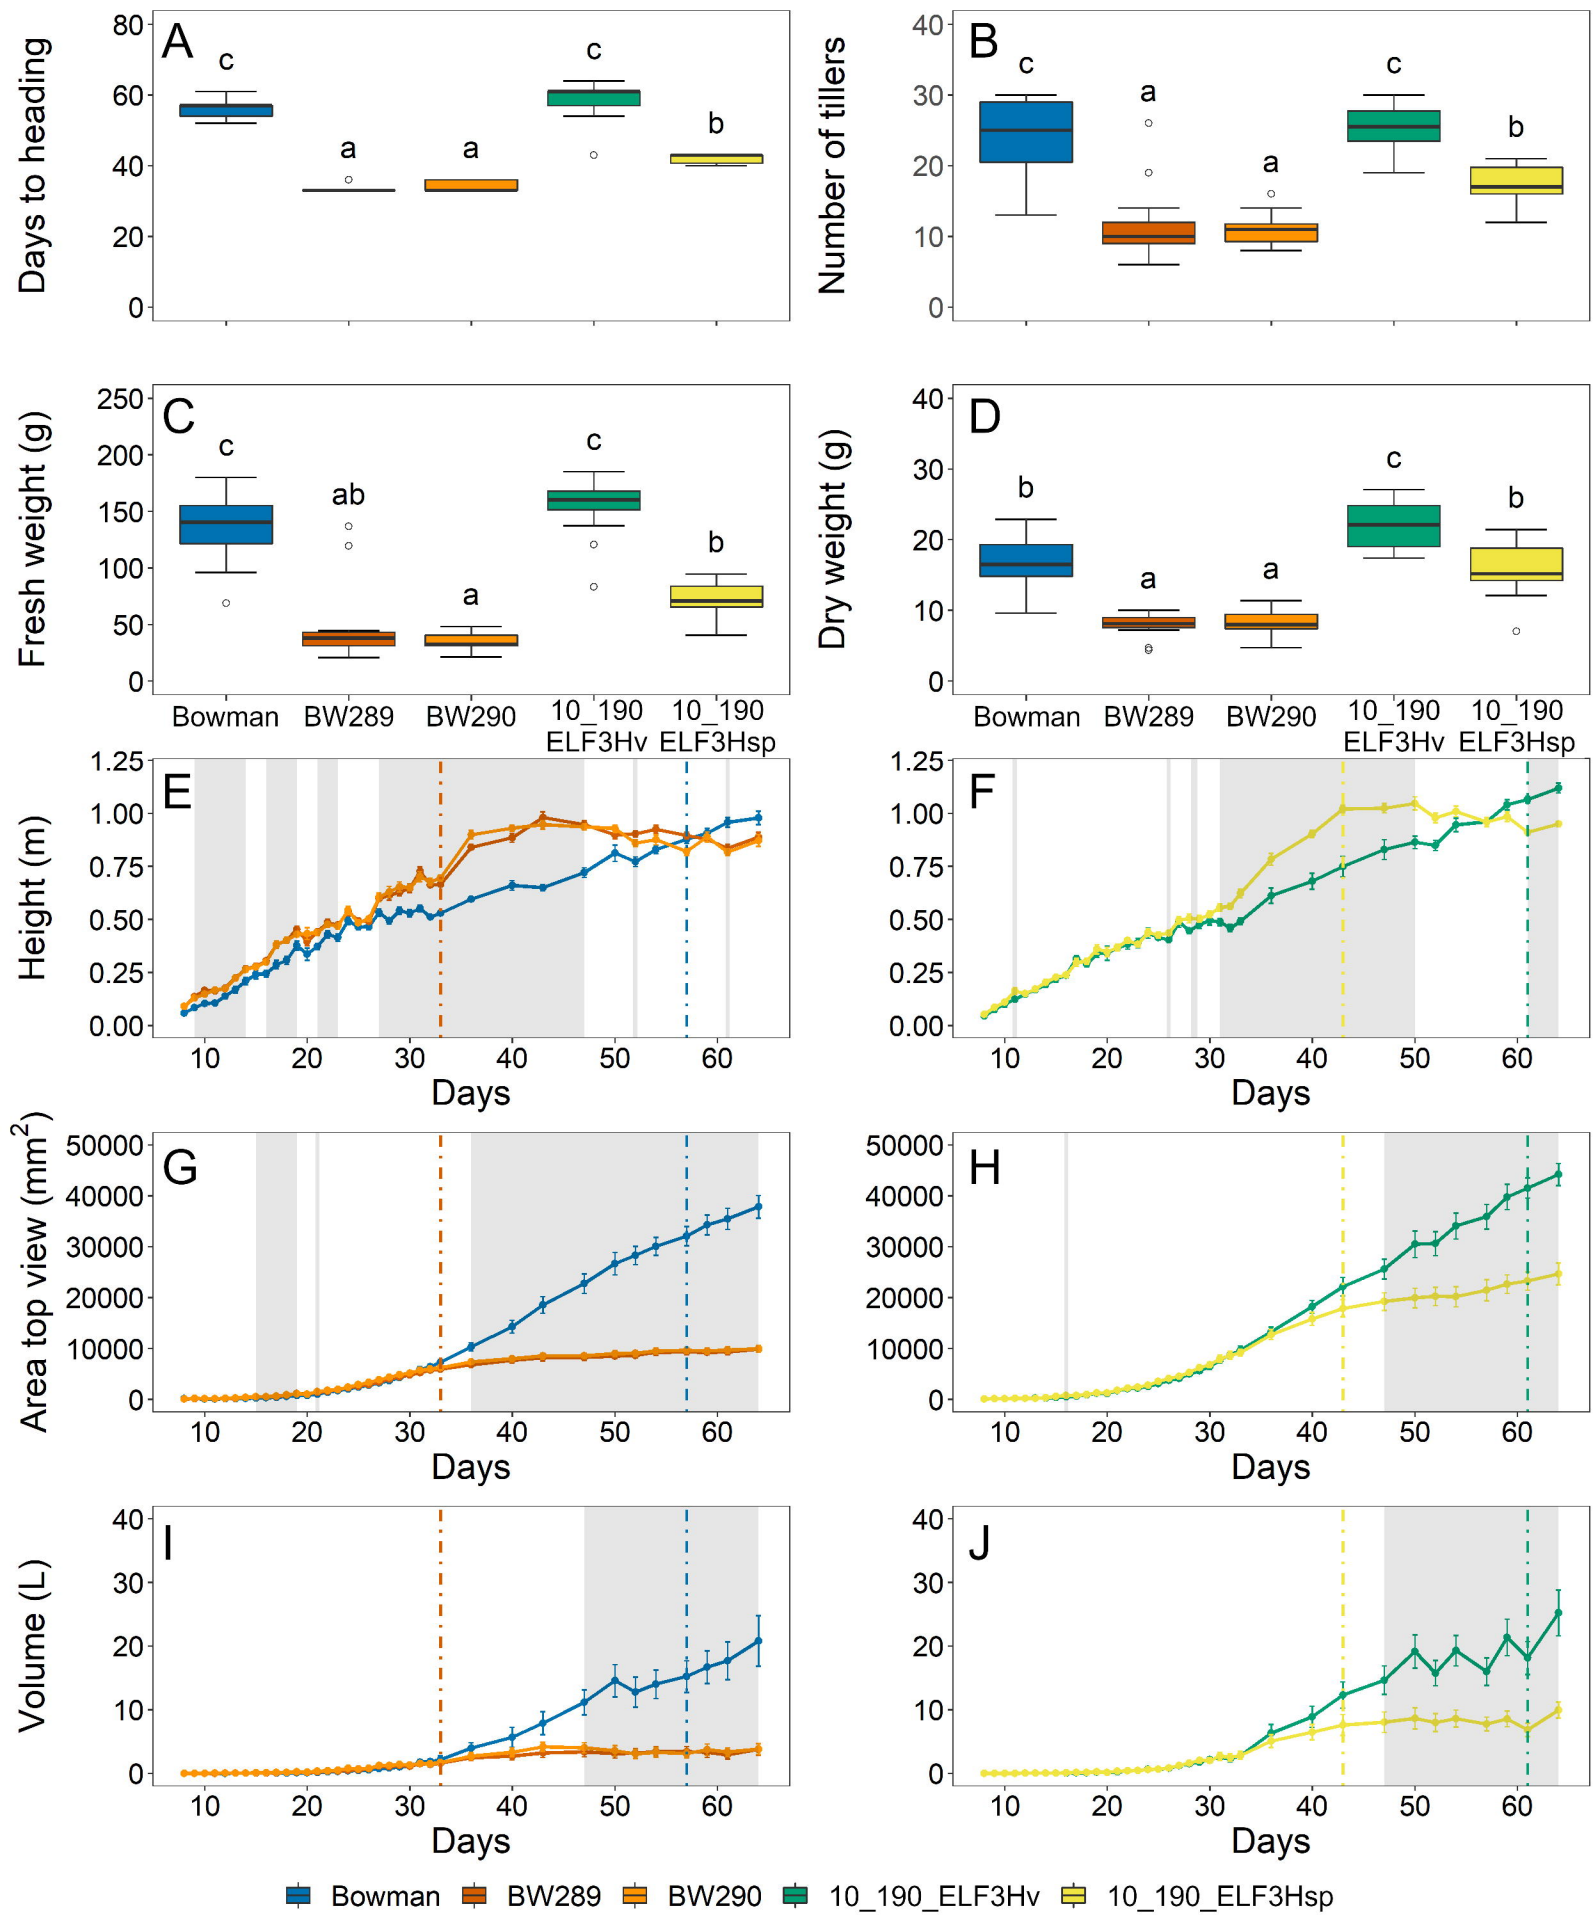 A
Days to heading
80
60
40
20
0
c
a
a
c
b
B
Number of tillers
40
30
20
10
0
c
a
a
c
b
C
Fresh weight (g)
250
200
150
100
50
0
c
ab
a
c
b
Bowman
BW289
BW290
10_190
ELF3Hv
10_190
ELF3Hsp
D
Dry weight (g)
40
30
20
10
0
b
a
a
c
b
Bowman
BW289
BW290
10_190
ELF3Hv
10_190
ELF3Hsp
E
Height (m)
1.25
1.00
0.75
0.50
0.25
0.00
10 20 30 40 50 60
Days
F
1.25
1.00
0.75
0.50
0.25
0.00
10 20 30 40 50 60
Days
G
Area top view (mm²)
50000
40000
30000
20000
10000
0
10 20 30 40 50 60
Days
H
50000
40000
30000
20000
10000
0
10 20 30 40 50 60
Days
I
Volume (L)
40
30
20
10
0
10 20 30 40 50 60
Days
J
40
30
20
10
0
10 20 30 40 50 60
Days
Bowman BW289 BW290 10_190_ELF3Hv 10_190_ELF3Hsp